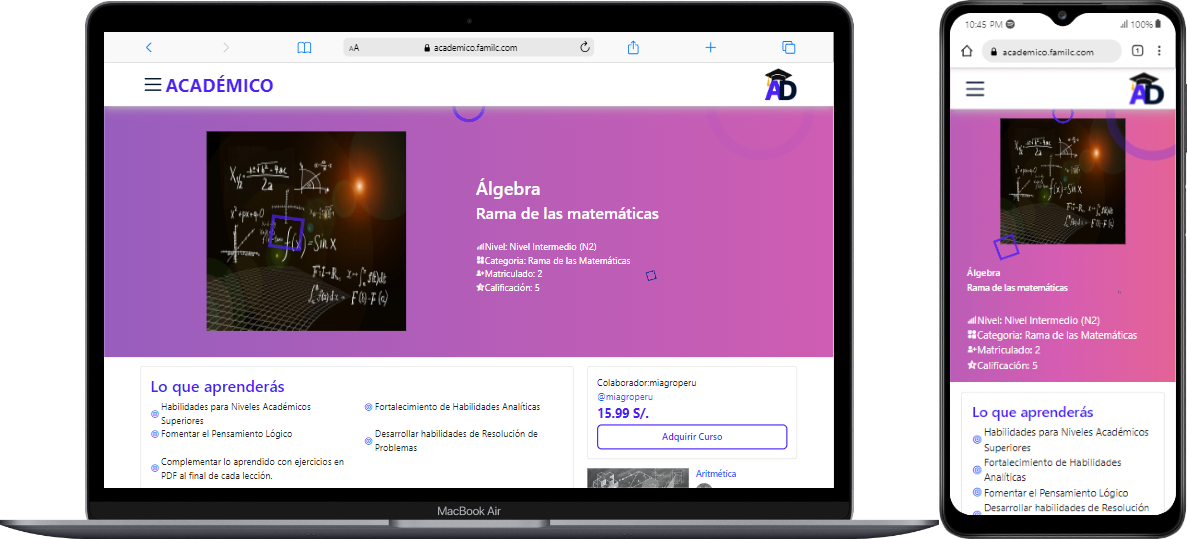 AA
academico.familc.com
ACADÉMICO
AD
Álgebra
Rama de las matemáticas
Nivel: Nivel Intermedio (N2)
Categoria: Rama de las Matemáticas
Matriculado: 2
Calificación: 5
Lo que aprenderás
Habilidades para Niveles Académicos
Superiores
Fortalecimiento de Habilidades Analíticas
Fomentar el Pensamiento Lógico
Desarrollar habilidades de Resolución de
Problemas
Complementar lo aprendido con ejercicios en
PDF al final de cada lección.
Colaborador:miagroperu
@miagroperu
15.99 S/.
Adquirir Curso
Aritmética
MacBook Air
10:45 PM
100%
academico.familc.com
1
AD
Álgebra
Rama de las matemáticas
Nivel: Nivel Intermedio (N2)
Categoria: Rama de las Matemáticas
Matriculado: 2
Calificación: 5
Lo que aprenderás
Habilidades para Niveles Académicos
Superiores
Fortalecimiento de Habilidades
Analíticas
Fomentar el Pensamiento Lógico
Desarrollar habilidades de Resolución